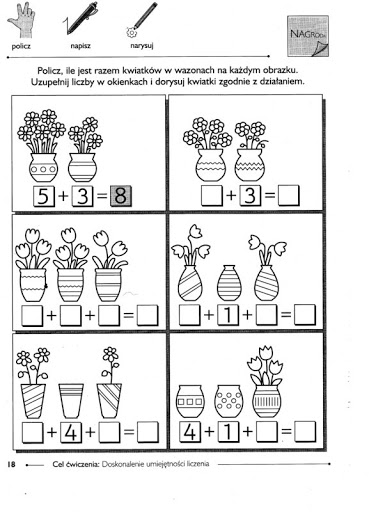 policz
napisz
narysuj
NAGRODA
Policz, ile jest razem kwiatków w wazonach na każdym obrazku.
Uzupełnij liczby w okienkach i dorysuj kwiatki zgodnie z działaniem.
5 + 3 = 8
+ 3 =
+ + =
+ 1 + =
+ 4 + =
4 + 1 + =
18
Cel ćwiczenia: Doskonalenie umiejętności liczenia